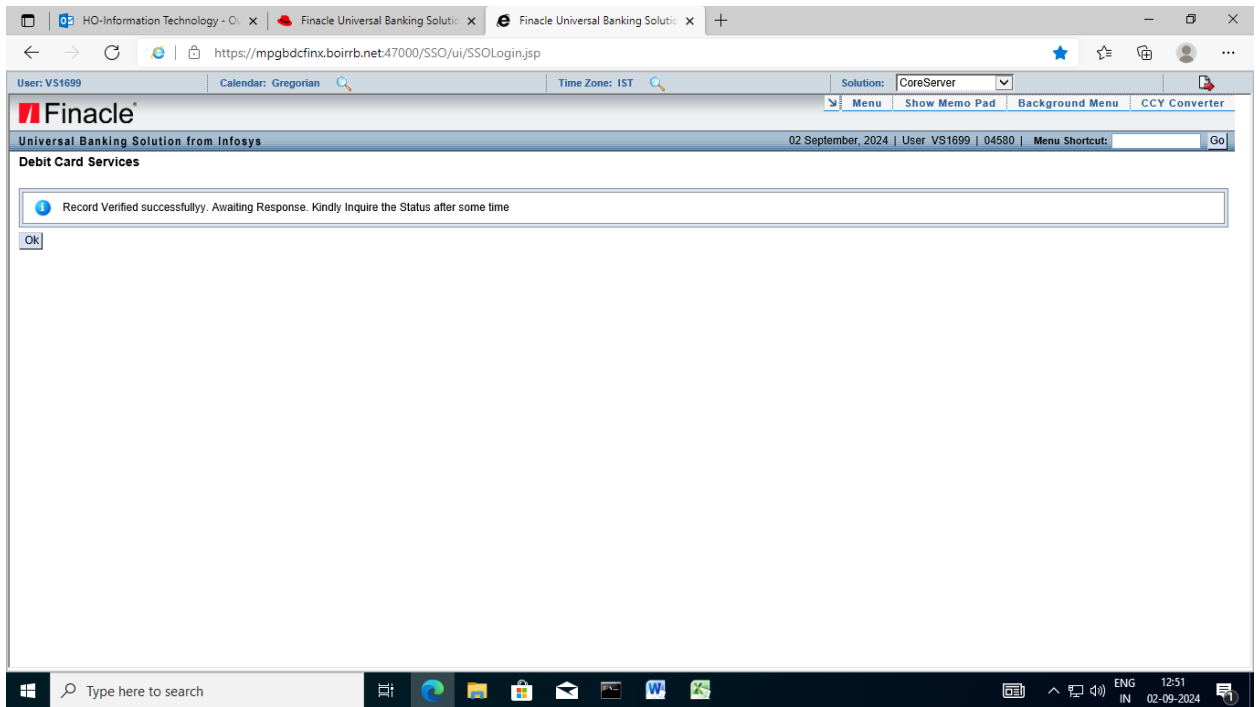 HO-Information Technology - Ou
Finacle Universal Banking Solutio
Finacle Universal Banking Solutio
https://mpgbdcfinx.boirrb.net:47000/SSO/ui/SSOLogin.jsp
User: VS1699 Calendar: Gregorian Time Zone: IST Solution: CoreServer
Finacle
Menu Show Memo Pad Background Menu CCY Converter
Universal Banking Solution from Infosys 02 September, 2024 | User VS1699 | 04580 | Menu Shortcut: Go
Debit Card Services
Record Verified successfullyy. Awaiting Response. Kindly Inquire the Status after some time
Ok
Type here to search
ENG
IN
12:51
02-09-2024
1